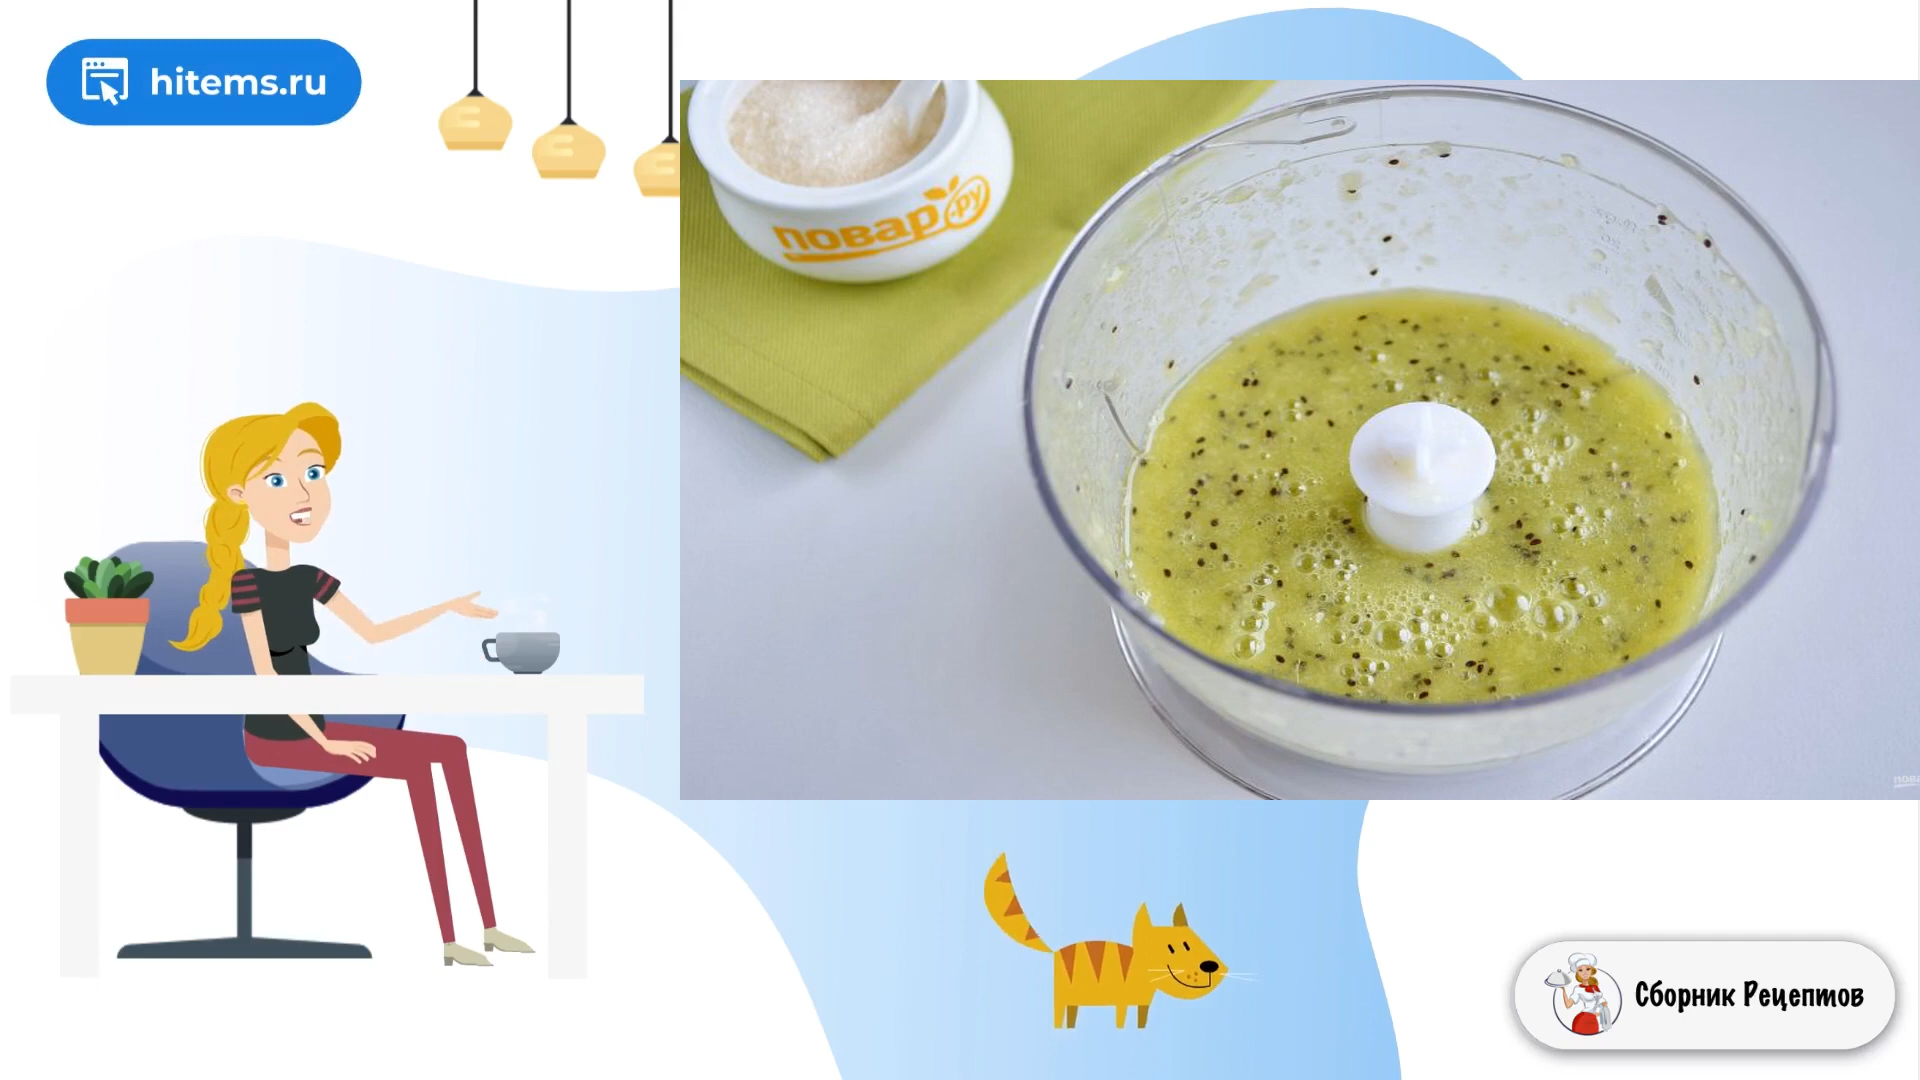 hitems.ru
повар.ру
Сборник Рецептов